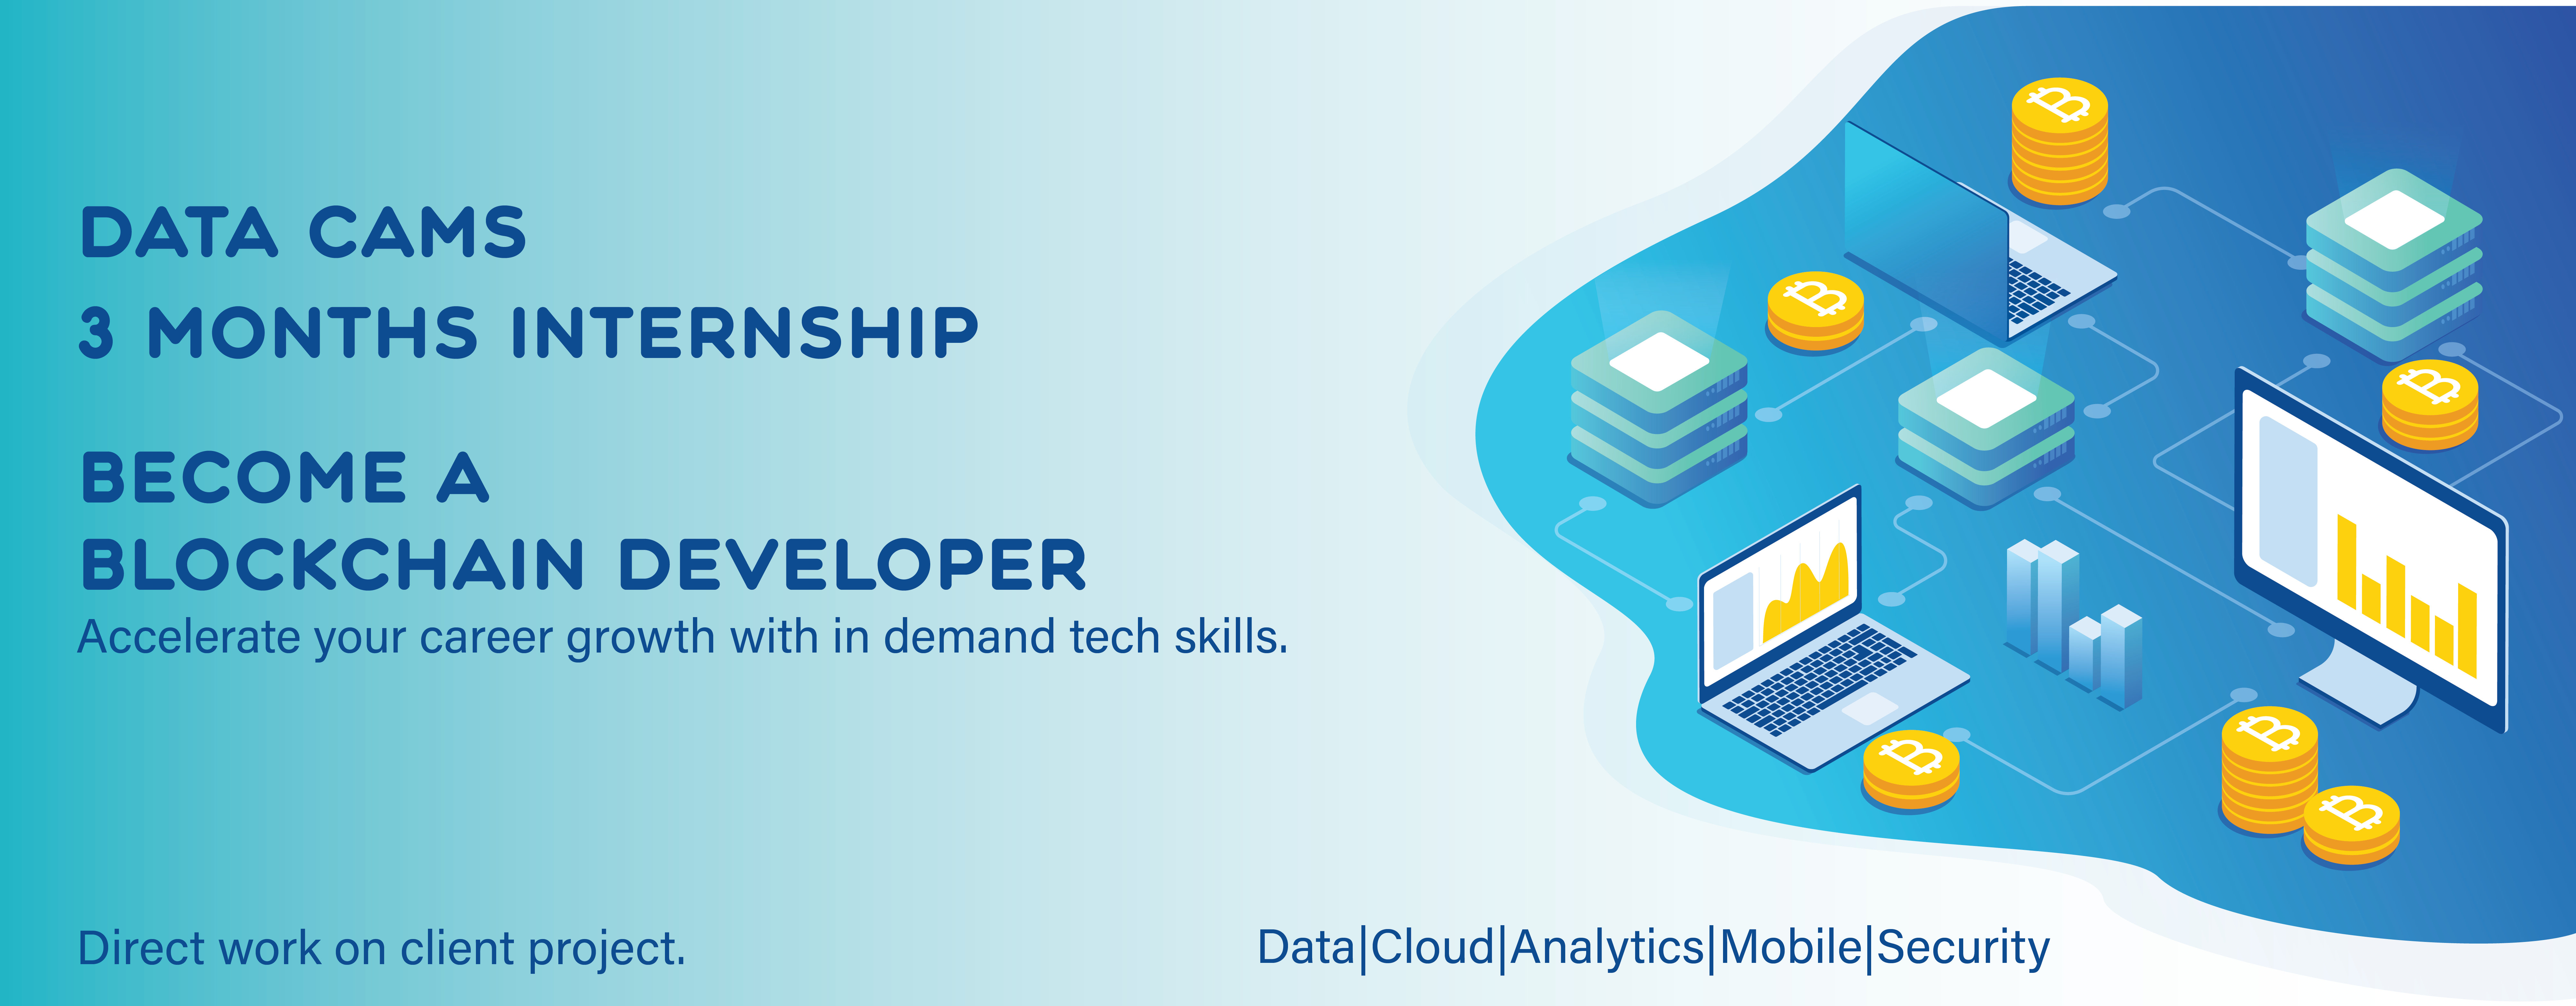 DATA CAMS
3 MONTHS INTERNSHIP
BECOME A
BLOCKCHAIN DEVELOPER
Accelerate your career growth with in demand tech skills.
Direct work on client project.
Data|Cloud|Analytics|Mobile|Security